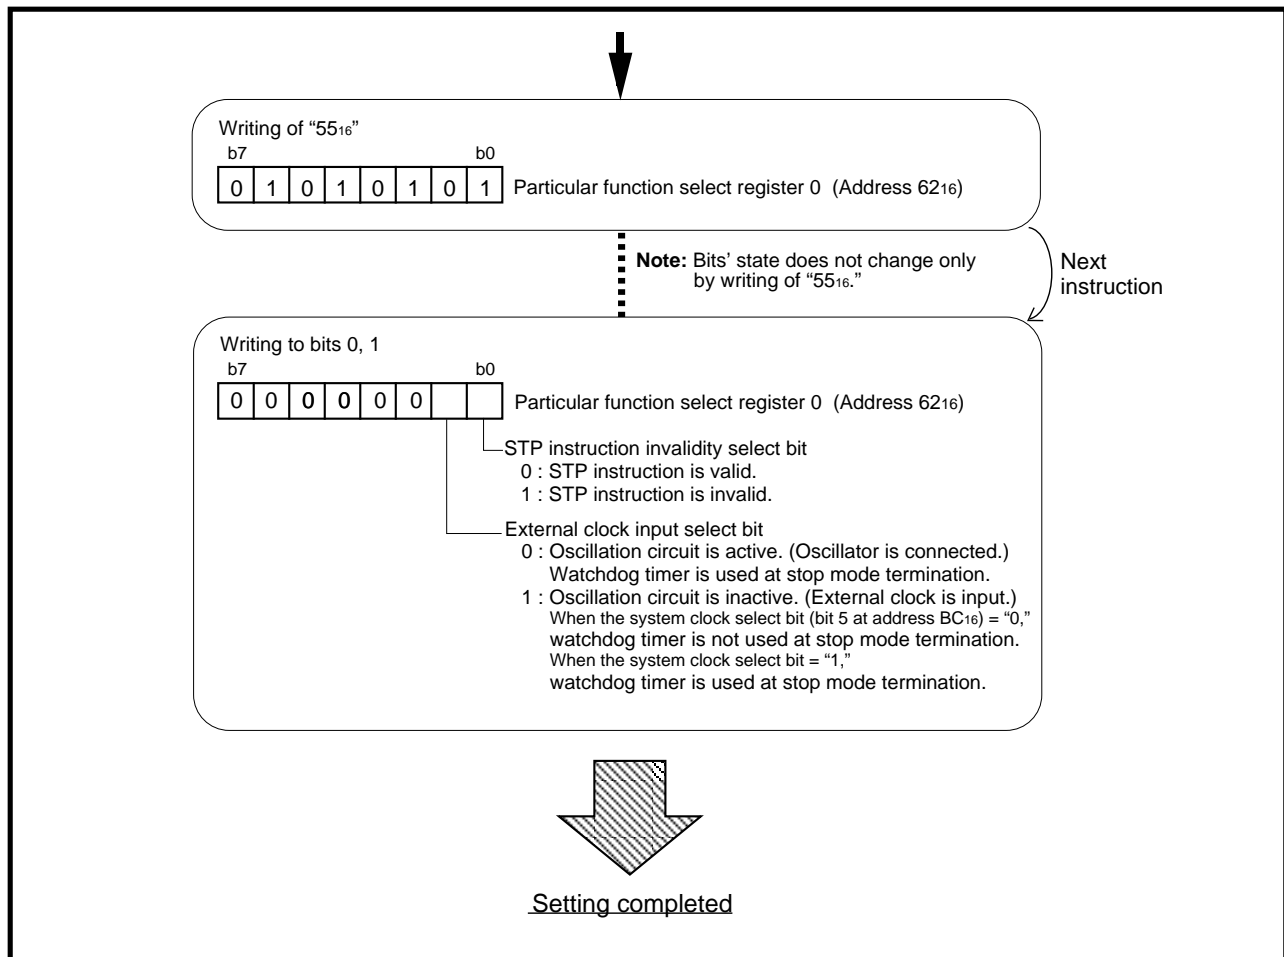 Writing of “55₁₆”
b7 b0
0 1 0 1 0 1 0 1 Particular function select register 0 (Address 62₁₆)
Note: Bits’ state does not change only
by writing of “55₁₆.”
Next
instruction
Writing to bits 0, 1
b7 b0
0 0 0 0 0 0 Particular function select register 0 (Address 62₁₆)
STP instruction invalidity select bit
0 : STP instruction is valid.
1 : STP instruction is invalid.
External clock input select bit
0 : Oscillation circuit is active. (Oscillator is connected.)
Watchdog timer is used at stop mode termination.
1 : Oscillation circuit is inactive. (External clock is input.)
When the system clock select bit (bit 5 at address BC₁₆) = “0,”
watchdog timer is not used at stop mode termination.
When the system clock select bit = “1,”
watchdog timer is used at stop mode termination.
Setting completed